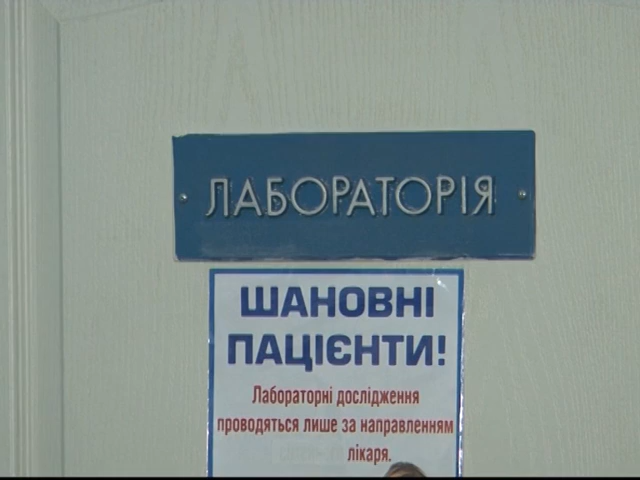 ЛАБОРАТОРІЯ
ШАНОВНІ
ПАЦІЄНТИ!
Лабораторні дослідження
проводяться лише за направленням
лікаря.